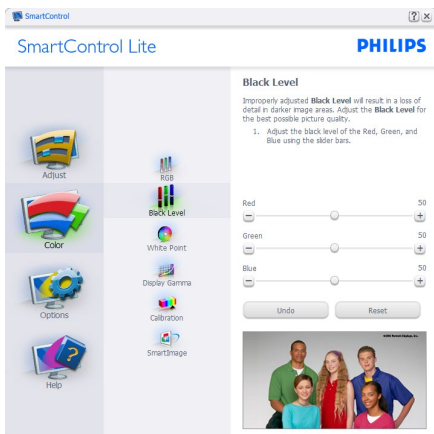 SmartControl
SmartControl Lite
PHILIPS
Adjust
Color
Options
Help
RGB
Black Level
White Point
Display Gamma
Calibration
SmartImage
Black Level
Improperly adjusted Black Level will result in a loss of
detail in darker image areas. Adjust the Black Level for
the best possible picture quality.
1. Adjust the black level of the Red, Green, and
Blue using the slider bars.
Red 50
Green 50
Blue 50
Undo Reset